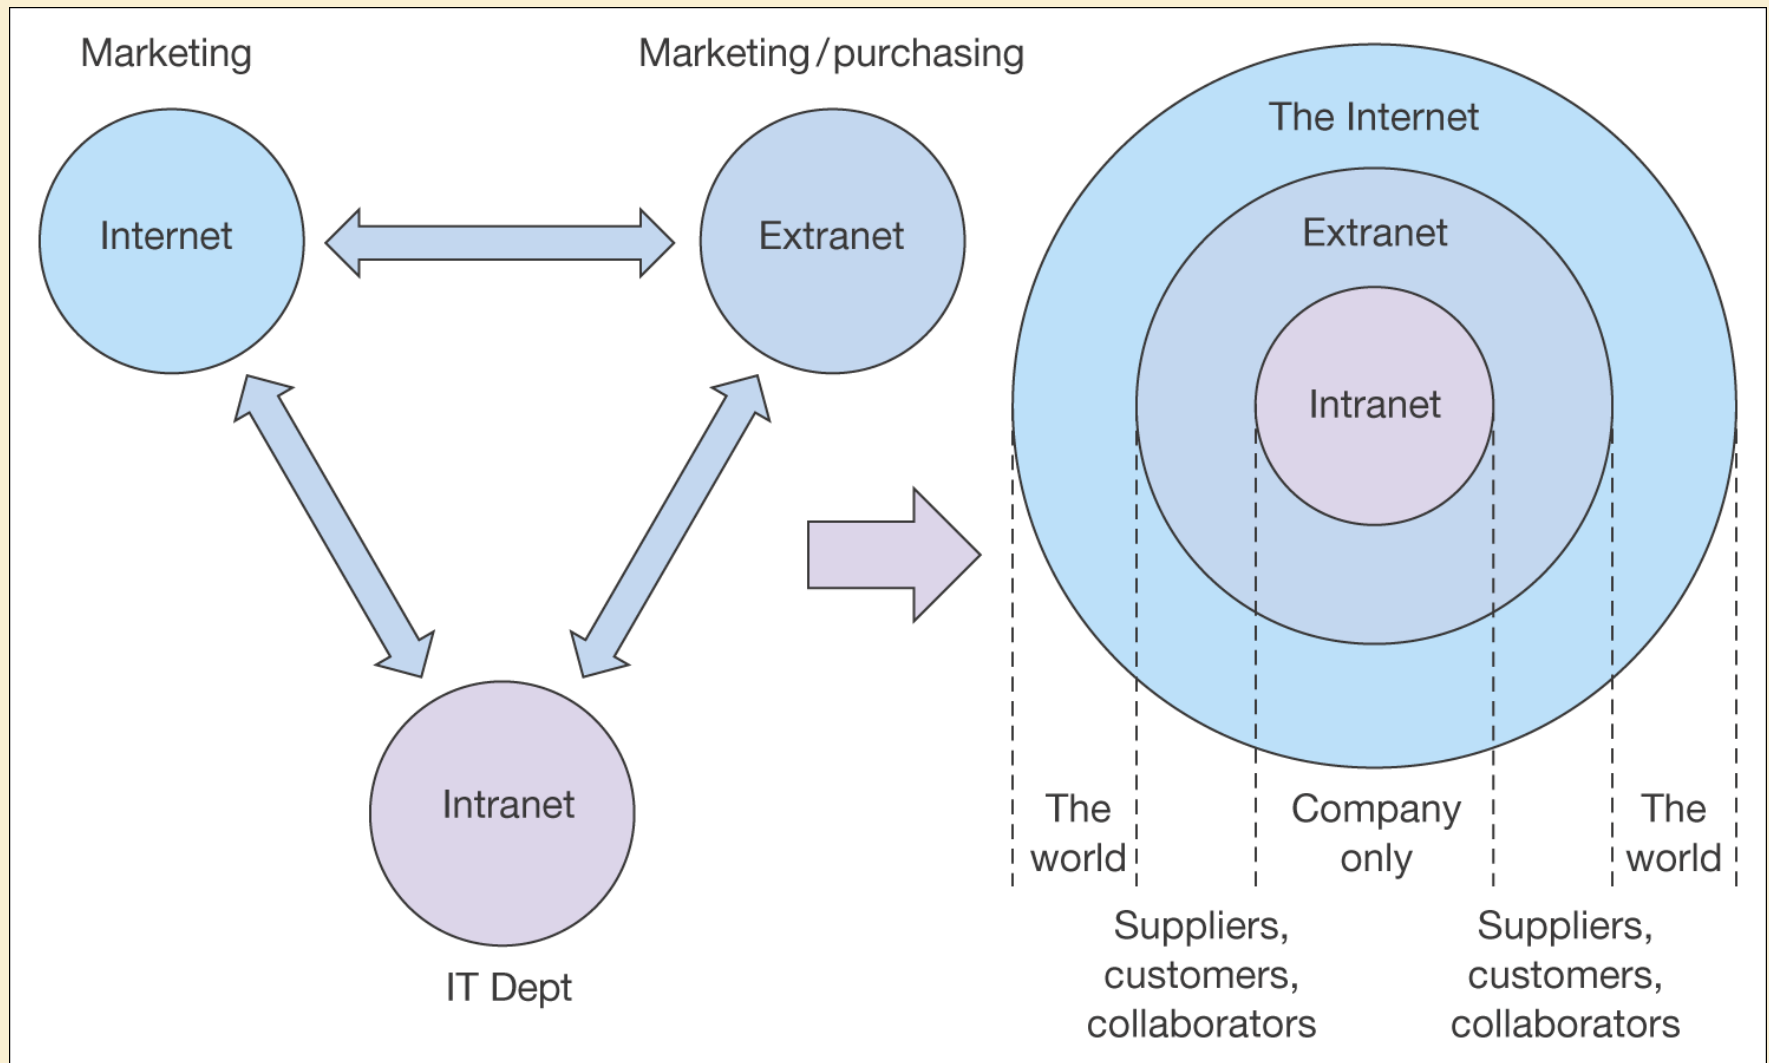 Marketing
Marketing/purchasing
Internet
Extranet
Intranet
IT Dept
The Internet
Extranet
Intranet
The
world
Company
only
The
world
Suppliers,
customers,
collaborators
Suppliers,
customers,
collaborators